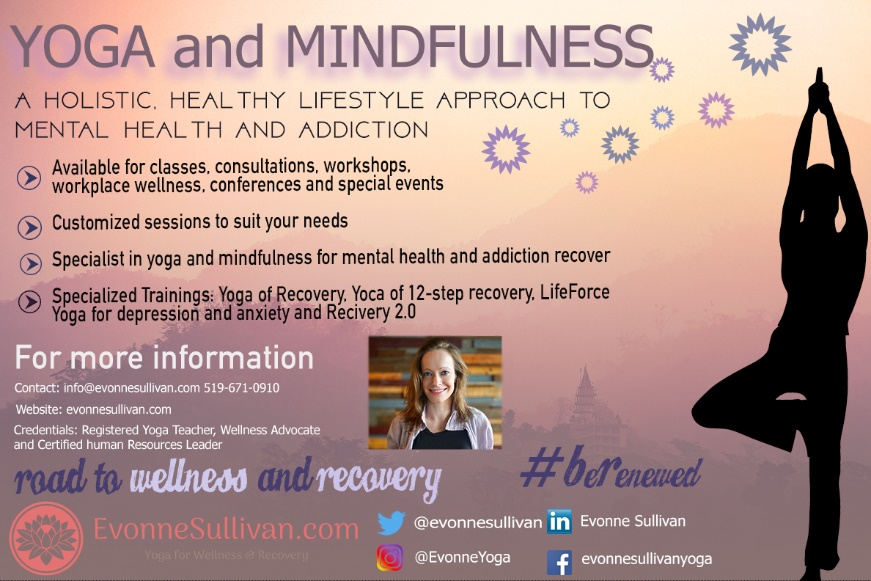 YOGA and MINDFULNESS
A HOLISTIC, HEALTHY LIFESTYLE APPROACH TO
MENTAL HEALTH AND ADDICTION
Available for classes, consultations, workshops,
workplace wellness, conferences and special events
Customized sessions to suit your needs
Specialist in yoga and mindfulness for mental health and addiction recover
Specialized Trainings: Yoga of Recovery, Yoca of 12-step recovery, LifeForce
Yoga for depression and anxiety and Recivery 2.0
For more information
Contact: info@evonnesullivan.com 519-671-0910
Website: evonnesullivan.com
Credentials: Registered Yoga Teacher, Wellness Advocate
and Certified human Resources Leader
road to wellness and recovery
#beRenewed
EvonneSullivan.com
Yoga for Wellness @ Recovery
@evonnesullivan
in Evonne Sullivan
@EvonneYoga
f evonnesullivanyoga